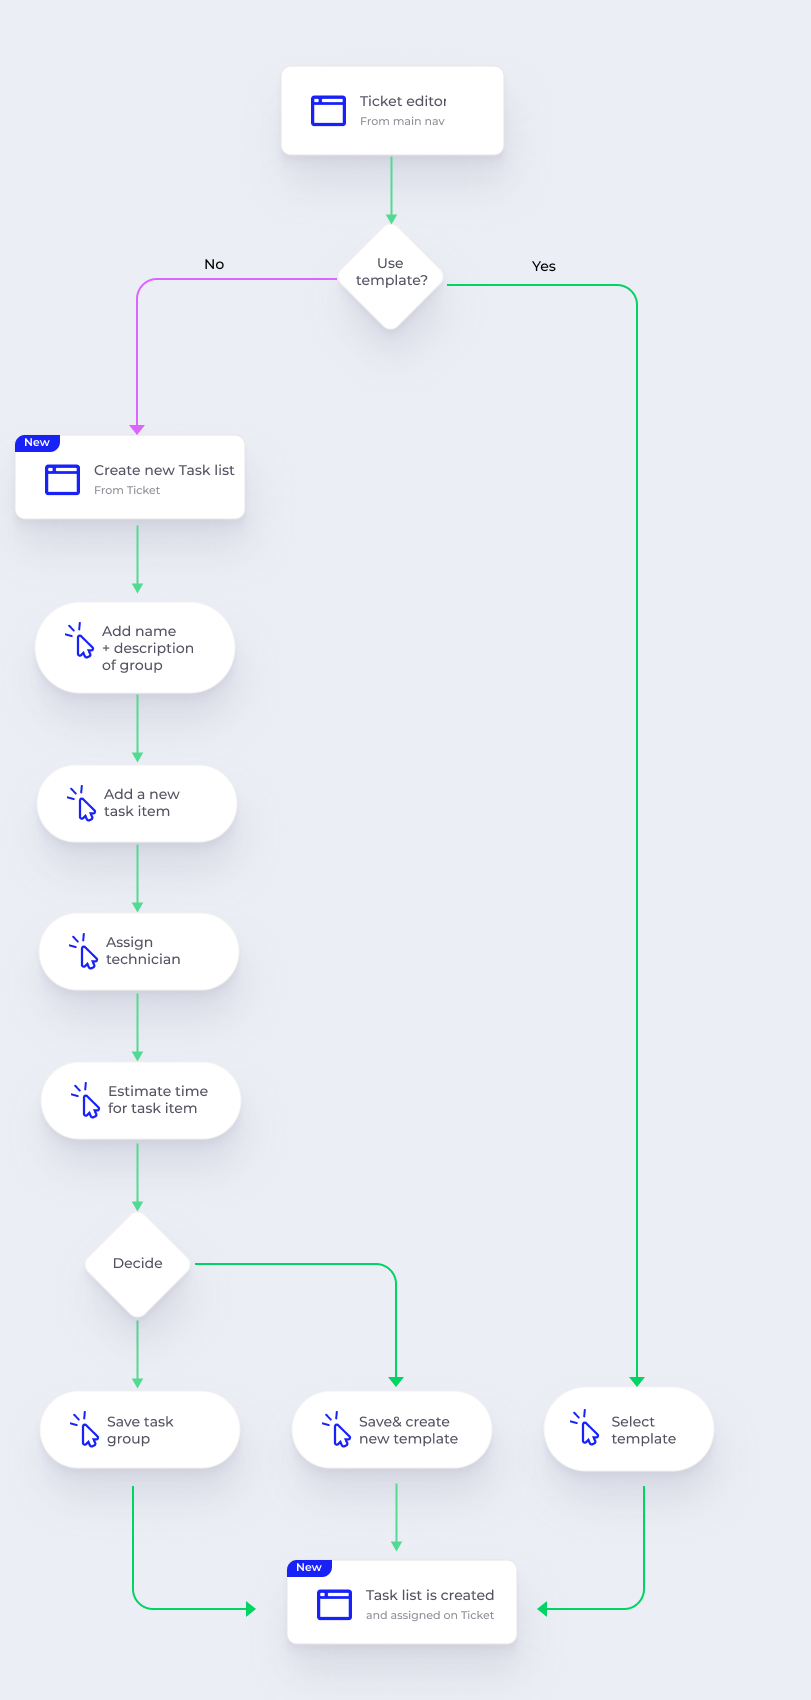 Ticket editor
From main nav
Use
template?
No
Yes
New
Create new Task list
From Ticket
Add name
+ description
of group
Add a new
task item
Assign
technician
Estimate time
for task item
Decide
Save task
group
Save& create
new template
Select
template
New
Task list is created
and assigned on Ticket